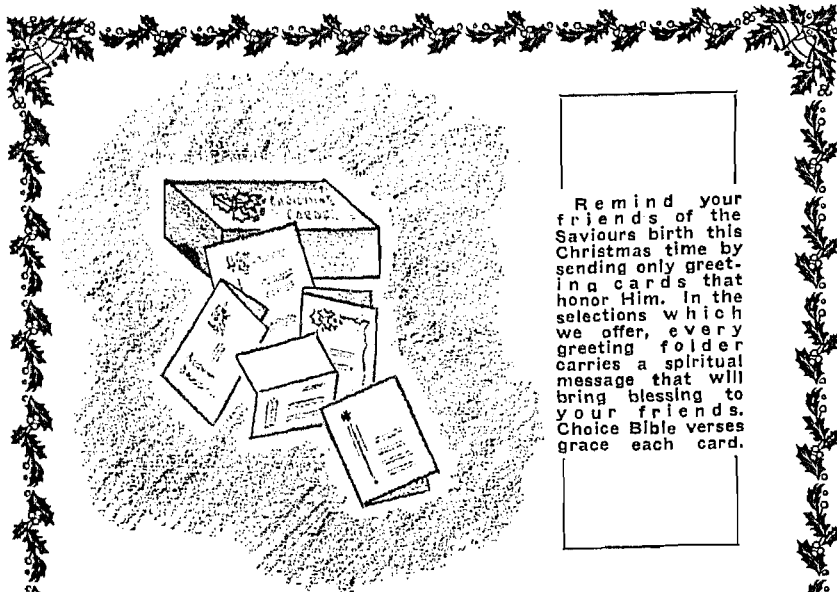 CARDS
Remind your
friends of the
Saviours birth this
Christmas time by
sending only greet-
ing cards that
honor Him. In the
selections which
we offer, every
greeting folder
carries a spiritual
message that will
bring blessing to
your friends.
Choice Bible verses
grace each card.